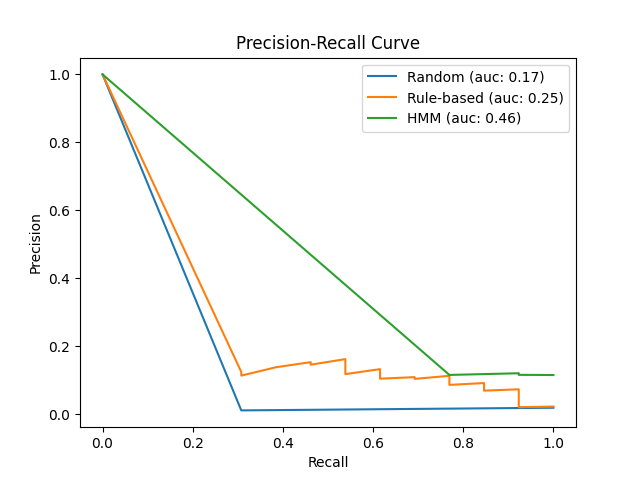 Precision-Recall Curve
Random (auc: 0.17)
Rule-based (auc: 0.25)
HMM (auc: 0.46)
Precision
1.0
0.8
0.6
0.4
0.2
0.0
0.0 0.2 0.4 0.6 0.8 1.0
Recall